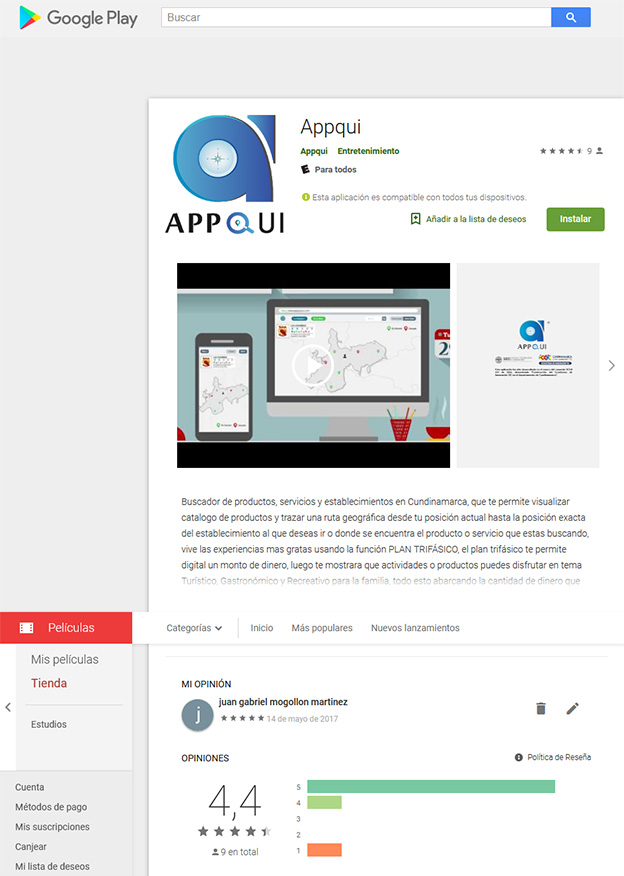 Google Play
Buscar
Appqui
Appqui Entretenimiento
9
E Para todos
Esta aplicación es compatible con todos tus dispositivos.
Añadir a la lista de deseos
Instalar
APPQUI
APPQUI
Buscador de productos, servicios y establecimientos en Cundinamarca, que te permite visualizar
catalogo de productos y trazar una ruta geográfica desde tu posición actual hasta la posición exacta
del establecimiento al que deseas ir o donde se encuentra el producto o servicio que estas buscando,
vive las experiencias mas gratas usando la función PLAN TRIFÁSICO, el plan trifásico te permite
digital un monto de dinero, luego te mostrara que actividades o productos puedes disfrutar en tema
Turístico, Gastronómico y Recreativo para la familia, todo esto abarcando la cantidad de dinero que
Películas
Categorías
Inicio
Más populares
Nuevos lanzamientos
Mis películas
Tienda
Estudios
MI OPINIÓN
j
juan gabriel mogollon martinez
14 de mayo de 2017
OPINIONES
Política de Reseña
4,4
9 en total
5
4
3
2
1
Cuenta
Métodos de pago
Mis suscripciones
Canjear
Mi lista de deseos